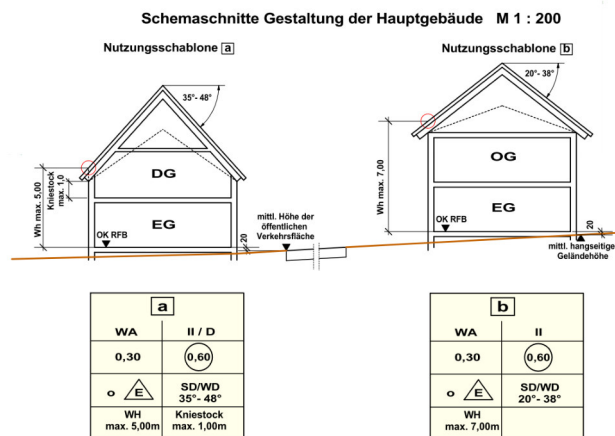 Schemaschnitte Gestaltung der Hauptgebäude M 1 : 200
Nutzungsschablone a
35°- 48°
DG
EG
Wh max. 5,00
Kniestock
max. 1,0
OK RFB
20
mittl. Höhe der
öffentlichen
Verkehrsfläche
Nutzungsschablone b
20°- 38°
OG
EG
Wh max. 7,00
OK RFB
20
mittl. hangseitige
Geländehöhe
a
WA II / D
0,30 0,60
o E SD/WD
35°- 48°
WH Kniestock
max. 5,00m max. 1,00m
b
WA II
0,30 0,60
o E SD/WD
20°- 38°
WH
max. 7,00m